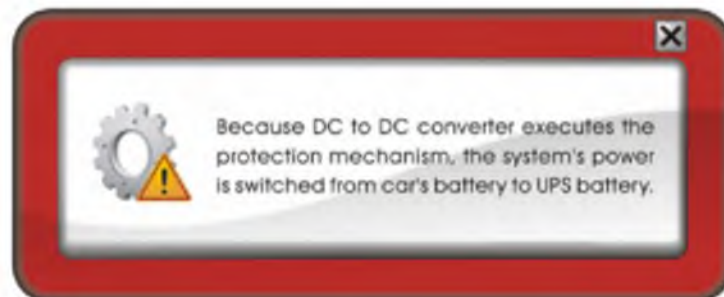 Because DC to DC converter executes the
protection mechanism, the system's power
is switched from car's battery to UPS battery.